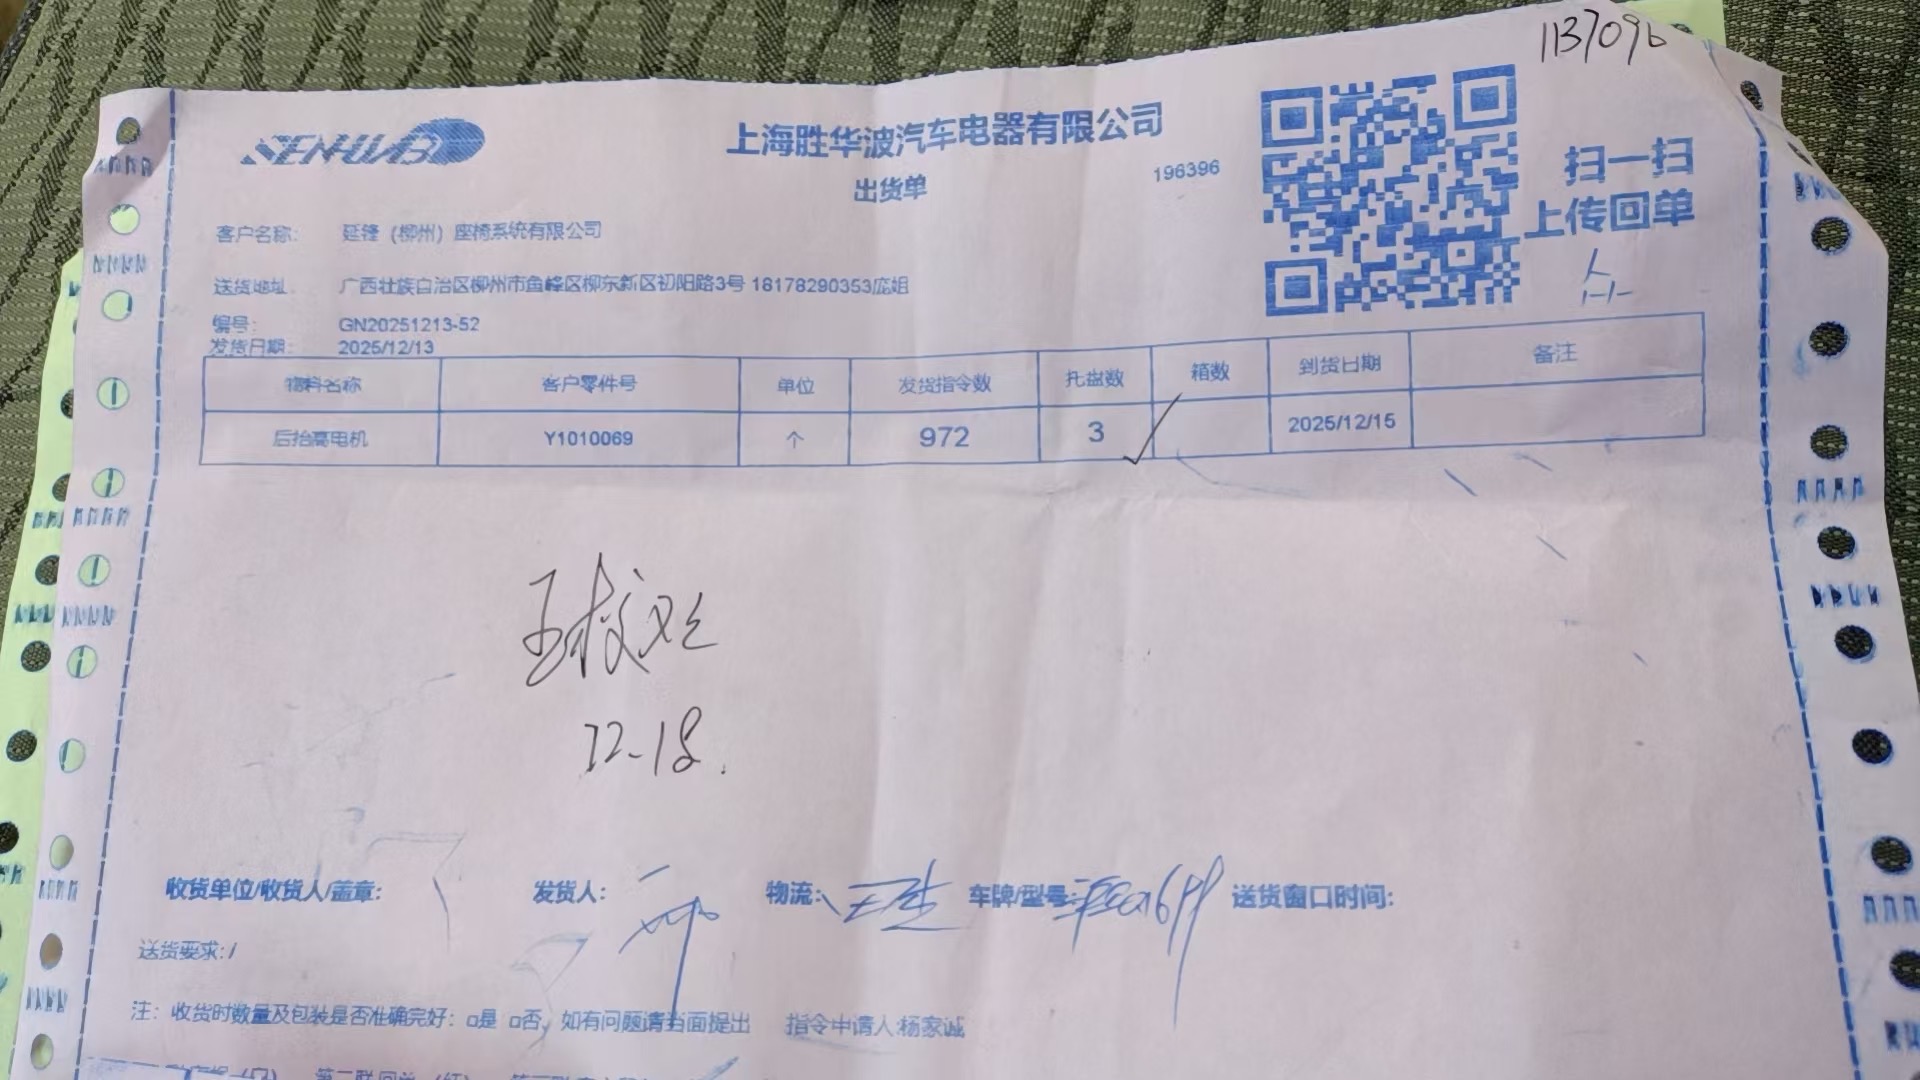 1137096
SENHUABO
上海胜华波汽车电器有限公司
出货单
196396
扫一扫
上传回单
客户名称: 延锋（柳州）座椅系统有限公司
送货地址: 广西壮族自治区柳州市鱼峰区柳东新区初阳路3号 18178290353庞姐
编号: GN20251213-52
发货日期: 2025/12/13
物料名称 客户零件号 单位 发货指令数 托盘数 箱数 到货日期 备注
后抬高电机 Y1010069 个 972 3 2025/12/15
12-18.
收货单位/收货人/盖章: 发货人: 物流: 车牌/型号: 送货窗口时间:
送货要求:/
注: 收货时数量及包装是否准确完好: □是 □否, 如有问题请当面提出 指令申请人:杨家诚